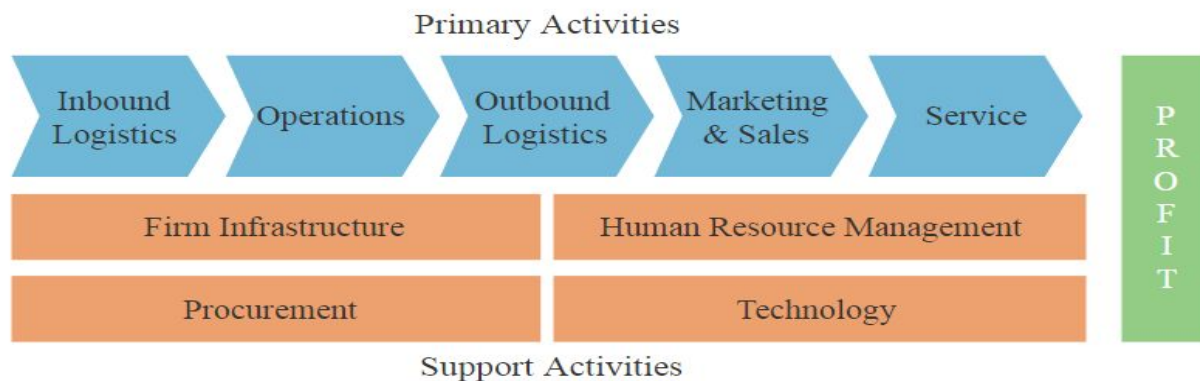 Primary Activities
Inbound
Logistics
Operations
Outbound
Logistics
Marketing
& Sales
Service
Firm Infrastructure
Human Resource Management
Procurement
Technology
Support Activities
PROFIT